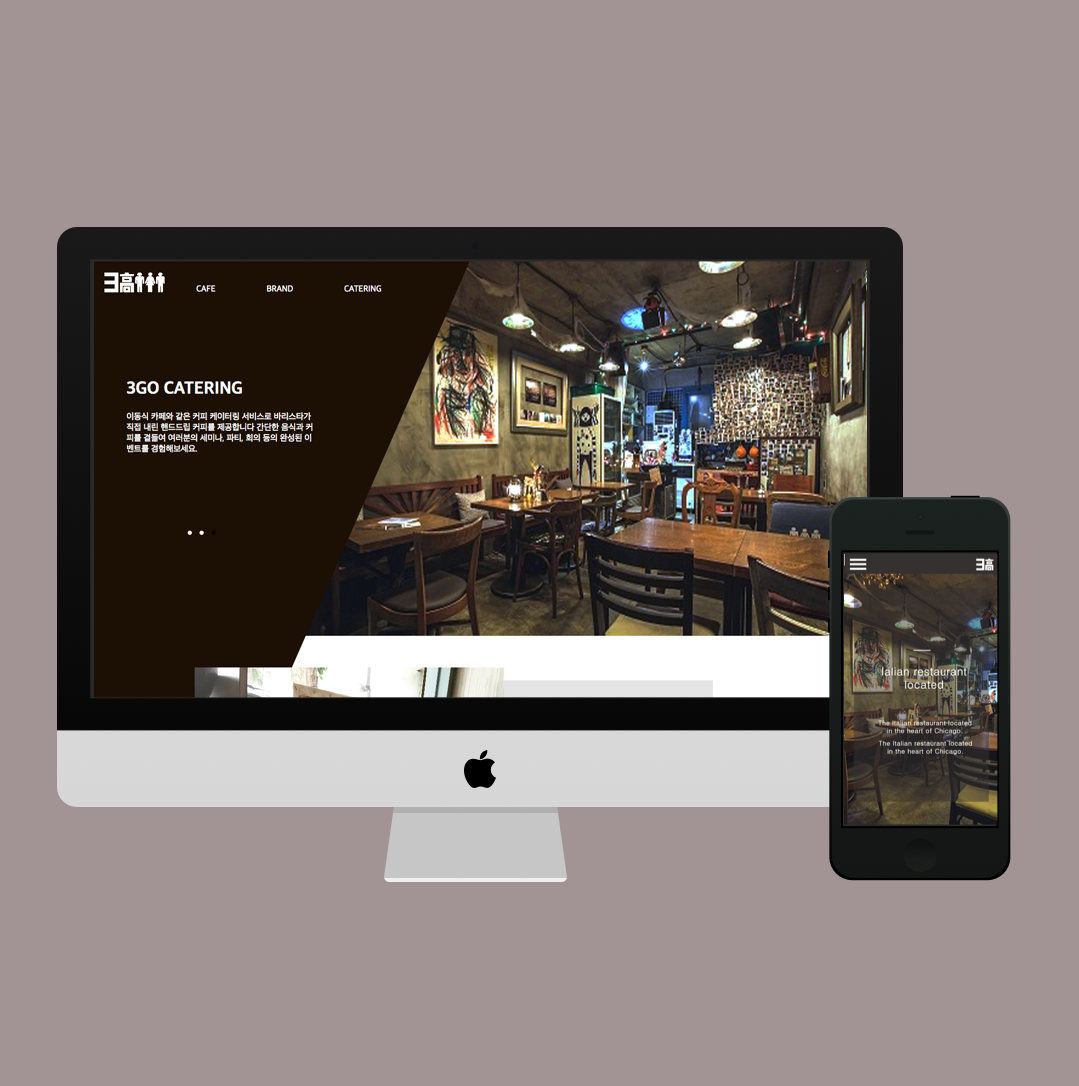 3高
CAFE
BRAND
CATERING
3GO CATERING
이동식 카페와 같은 커피 케이터링 서비스로 바리스타가
직접 내린 핸드드립 커피를 제공합니다 간단한 음식과 커
피를 곁들여 여러분의 세미나, 파티, 회의 등의 완성된 이
벤트를 경험해보세요.
3高
Ialian restaurant
located
The Italian restaurant located
in the heart of Chicago.
The Italian restaurant located
in the heart of Chicago.